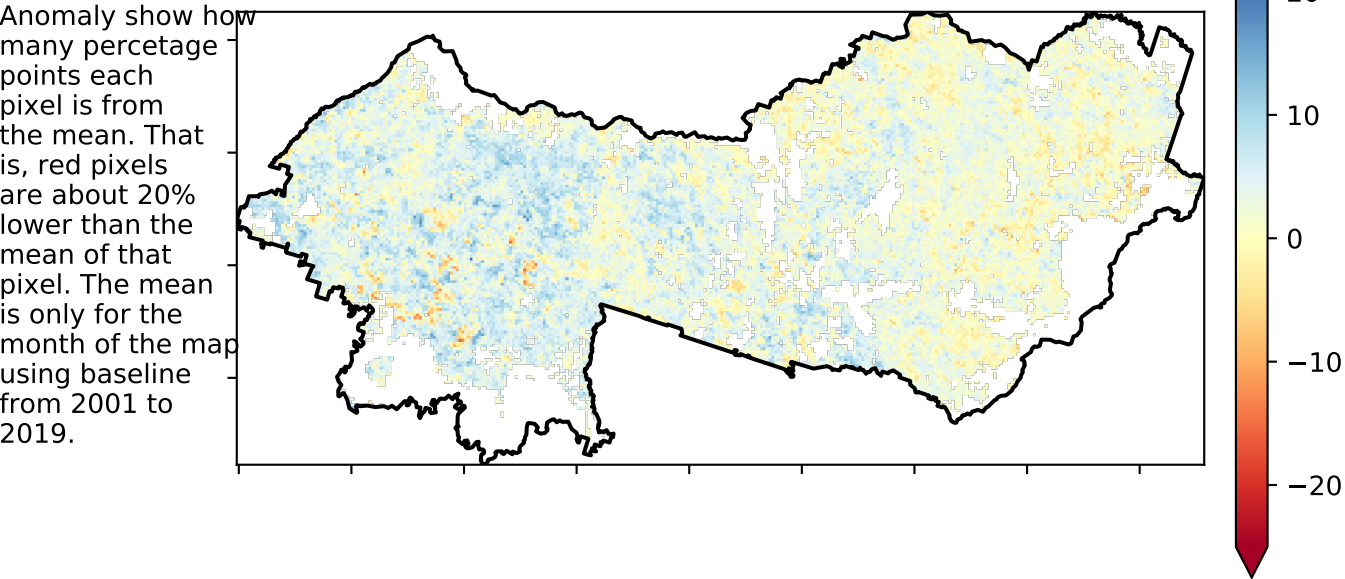 Anomaly show how
many percetage
points each
pixel is from
the mean. That
is, red pixels
are about 20%
lower than the
mean of that
pixel. The mean
is only for the
month of the map
using baseline
from 2001 to
2019.
10
0
−10
−20